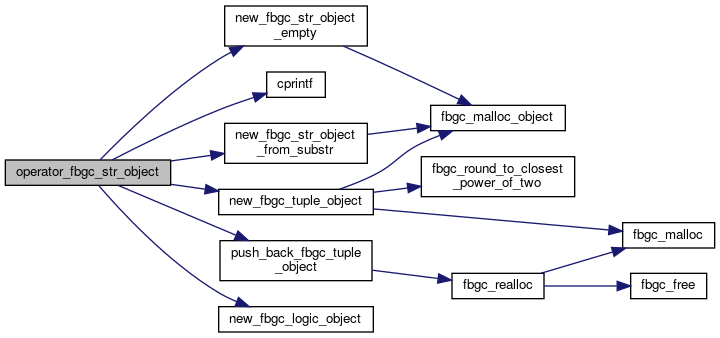 new_fbgc_str_object
_empty
cprintf
fbgc_malloc_object
new_fbgc_str_object
_from_substr
operator_fbgc_str_object
fbgc_round_to_closest
_power_of_two
new_fbgc_tuple_object
fbgc_malloc
push_back_fbgc_tuple
_object
fbgc_realloc
fbgc_free
new_fbgc_logic_object